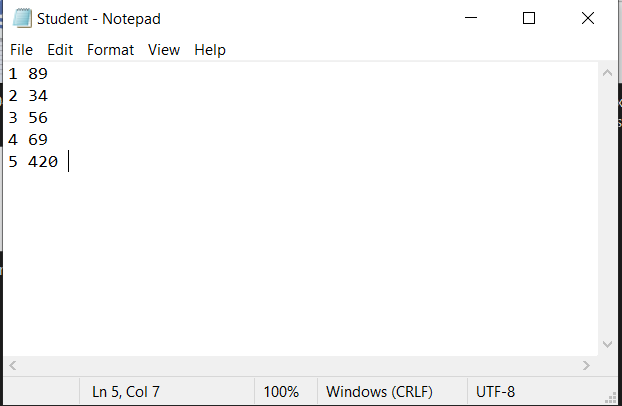 Student - Notepad
File Edit Format View Help
1 89
2 34
3 56
4 69
5 420
Ln 5, Col 7 100% Windows (CRLF) UTF-8